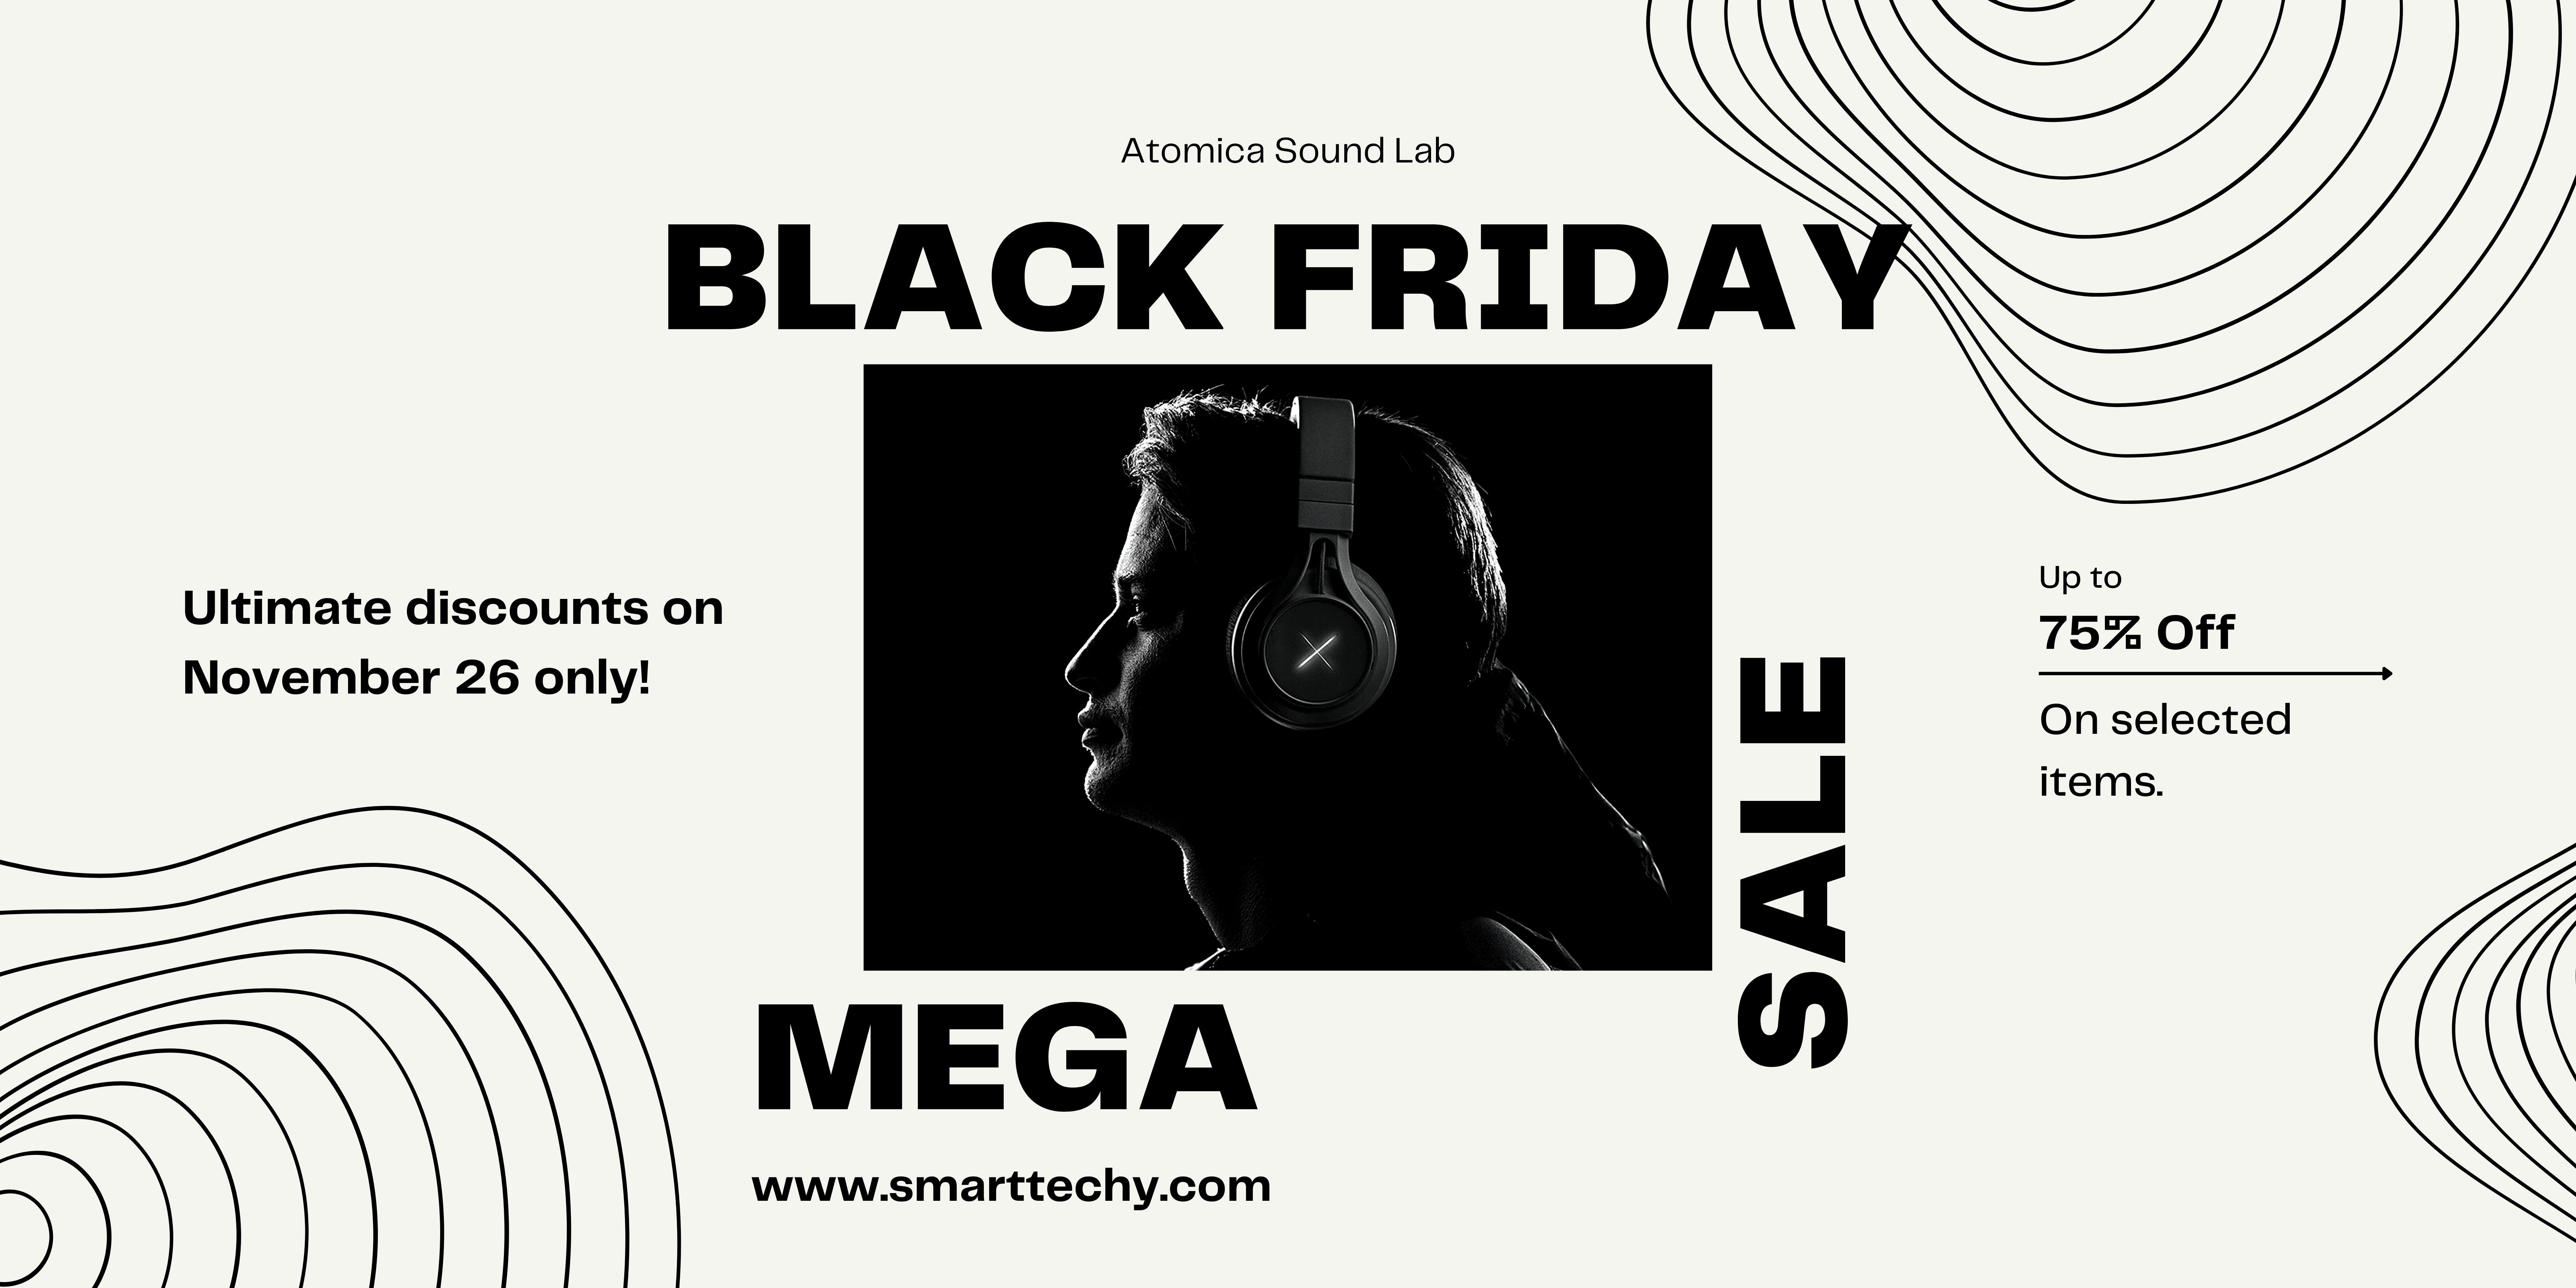 Atomica Sound Lab
BLACK FRIDAY
Ultimate discounts on
November 26 only!
MEGA
SALE
Up to
75% Off
On selected
items.
www.smarttechy.com